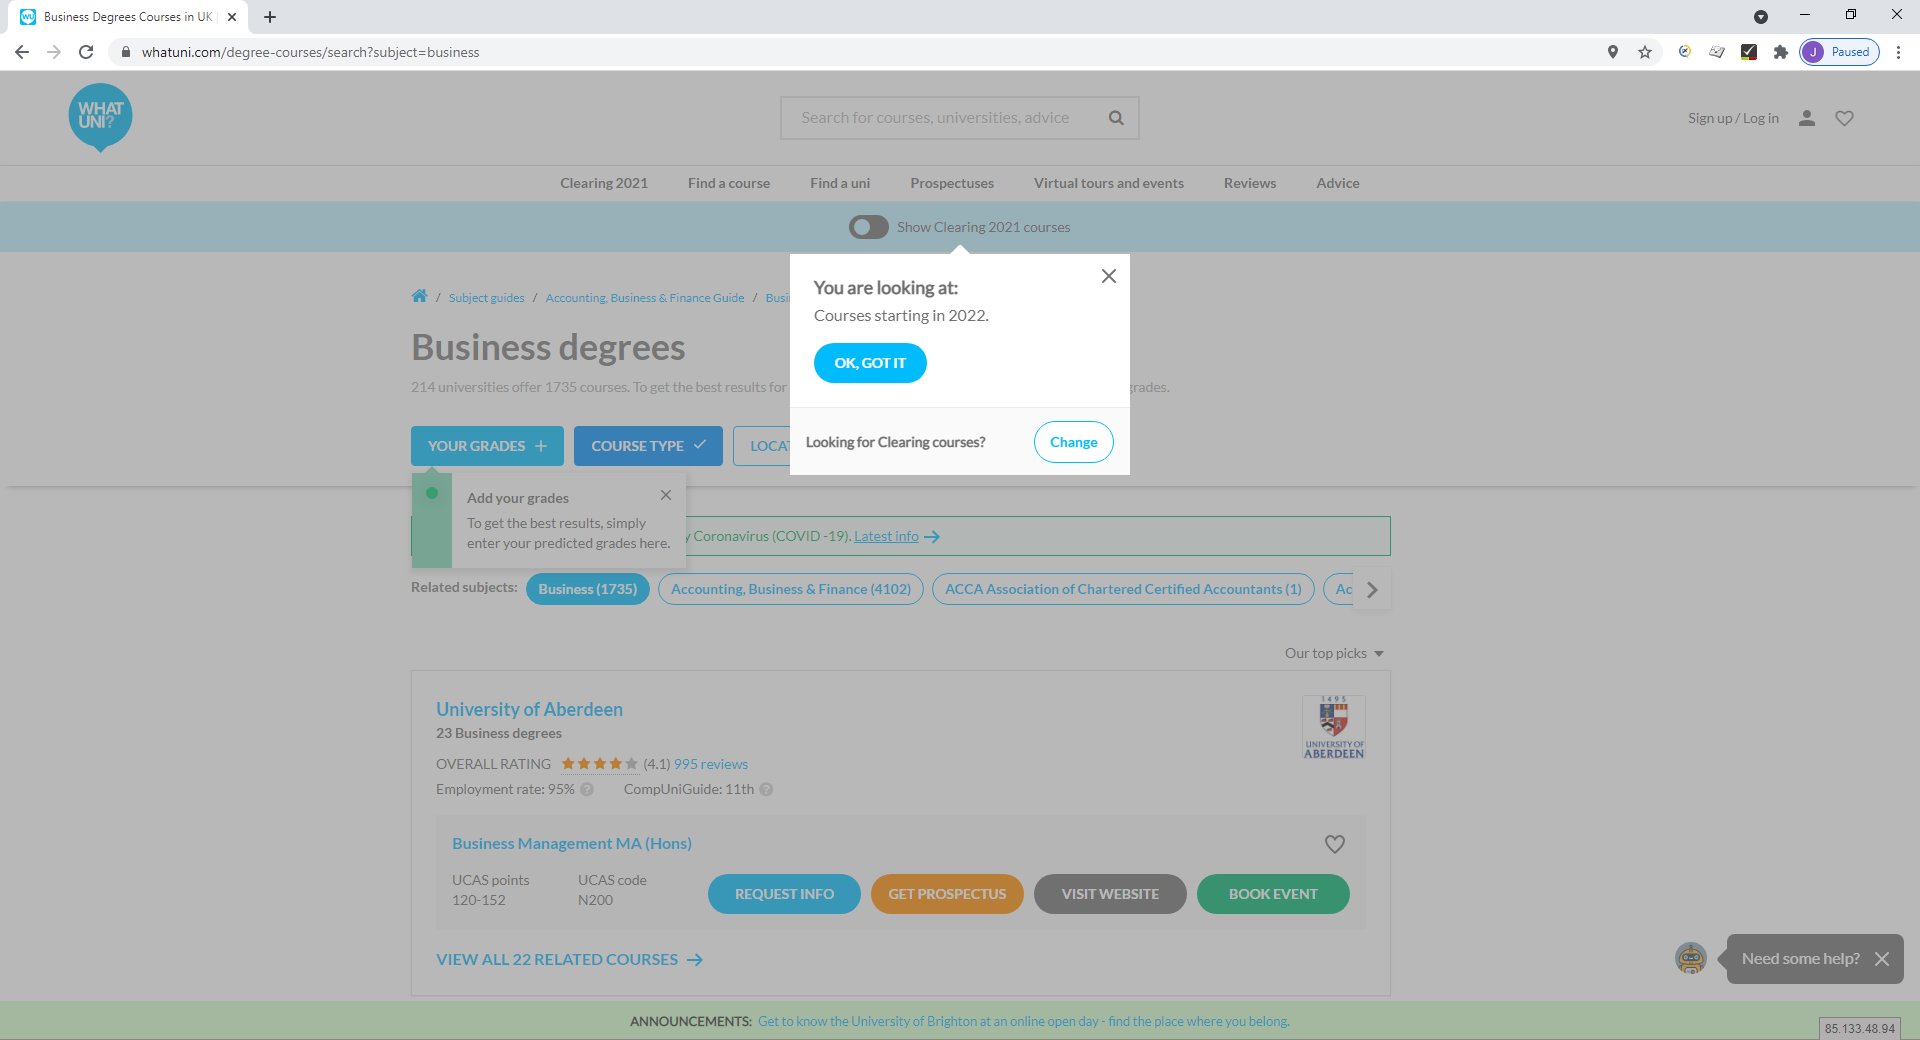 Business Degrees Courses in UK
whatuni.com/degree-courses/search?subject=business
J Paused
WHAT
UNI?
Search for courses, universities, advice
Sign up / Log in
Clearing 2021 Find a course Find a uni Prospectuses Virtual tours and events Reviews Advice
Show Clearing 2021 courses
You are looking at:
Courses starting in 2022.
OK, GOT IT
Looking for Clearing courses? Change
/ Subject guides / Accounting, Business & Finance Guide / Busi
Business degrees
214 universities offer 1735 courses. To get the best results for grades.
YOUR GRADES + COURSE TYPE LOCAT
Add your grades
To get the best results, simply
enter your predicted grades here.
y Coronavirus (COVID -19). Latest info
Related subjects: Business (1735) Accounting, Business & Finance (4102) ACCA Association of Chartered Certified Accountants (1) Ac
Our top picks
University of Aberdeen
23 Business degrees
1495
UNIVERSITY OF
ABERDEEN
OVERALL RATING (4.1) 995 reviews
Employment rate: 95% ? CompUniGuide: 11th ?
Business Management MA (Hons)
UCAS points UCAS code
120-152 N200
REQUEST INFO GET PROSPECTUS VISIT WEBSITE BOOK EVENT
VIEW ALL 22 RELATED COURSES
Need some help?
ANNOUNCEMENTS: Get to know the University of Brighton at an online open day - find the place where you belong.
85.133.48.94